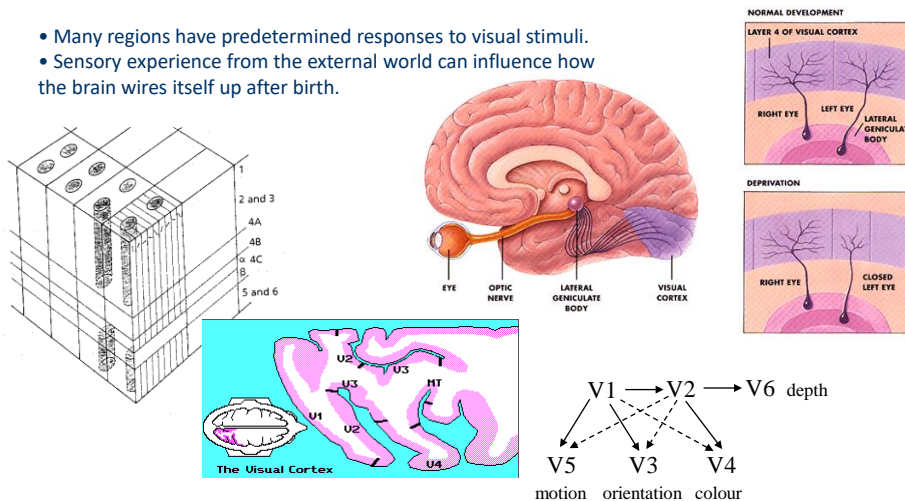 • Many regions have predetermined responses to visual stimuli.
• Sensory experience from the external world can influence how
the brain wires itself up after birth.
NORMAL DEVELOPMENT
LAYER 4 OF VISUAL CORTEX
RIGHT EYE
LEFT EYE
LATERAL
GENICULATE
BODY
DEPRIVATION
RIGHT EYE
CLOSED
LEFT EYE
1
2 and 3
4A
4B
α 4C
β
5 and 6
EYE
OPTIC
NERVE
LATERAL
GENICULATE
BODY
VISUAL
CORTEX
V2
V3
V3
MT
V1
V2
V4
The Visual Cortex
V1 V2 V6 depth
V5 V3 V4
motion orientation colour